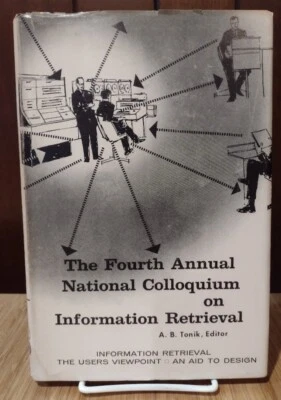 The Fourth Annual
National Colloquium
on
Information Retrieval
A. B. Tonik, Editor
INFORMATION RETRIEVAL
THE USERS VIEWPOINT :: AN AID TO DESIGN